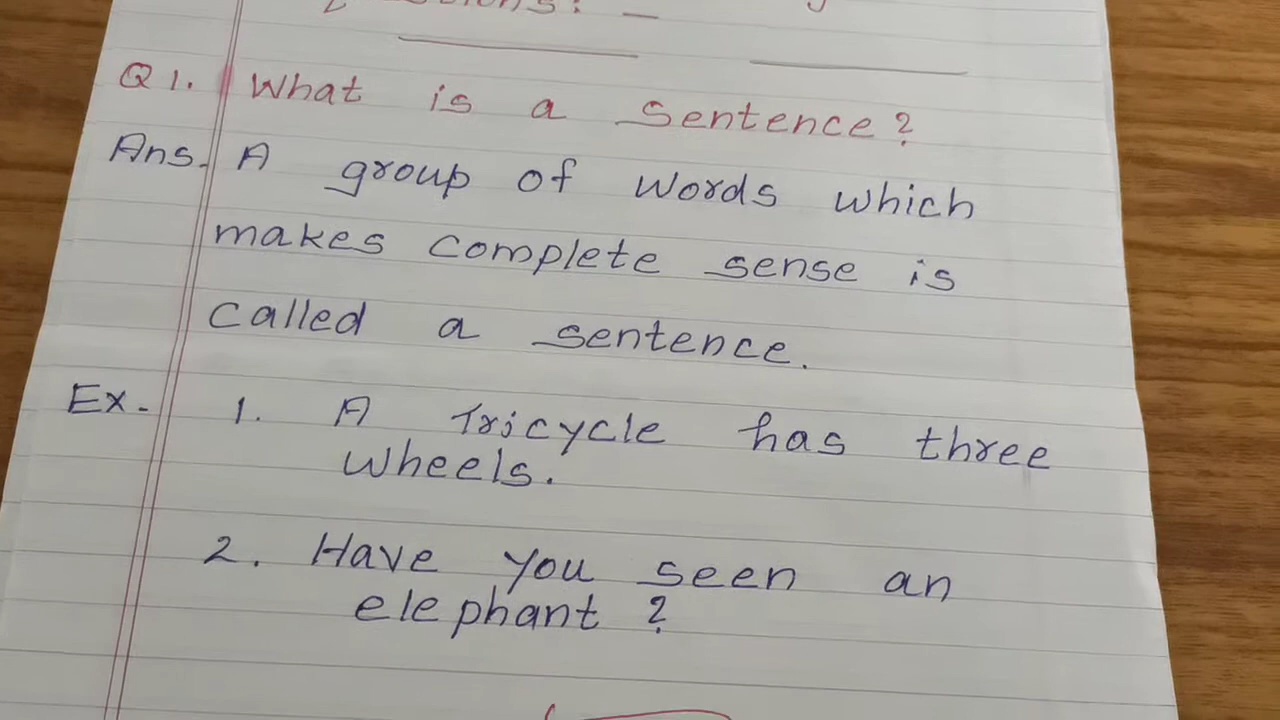 Q1. What is a sentence?
Ans. A group of words which
makes complete sense is
called a sentence.
Ex- 1. A Tricycle has three
wheels.
2. Have you seen an
elephant?